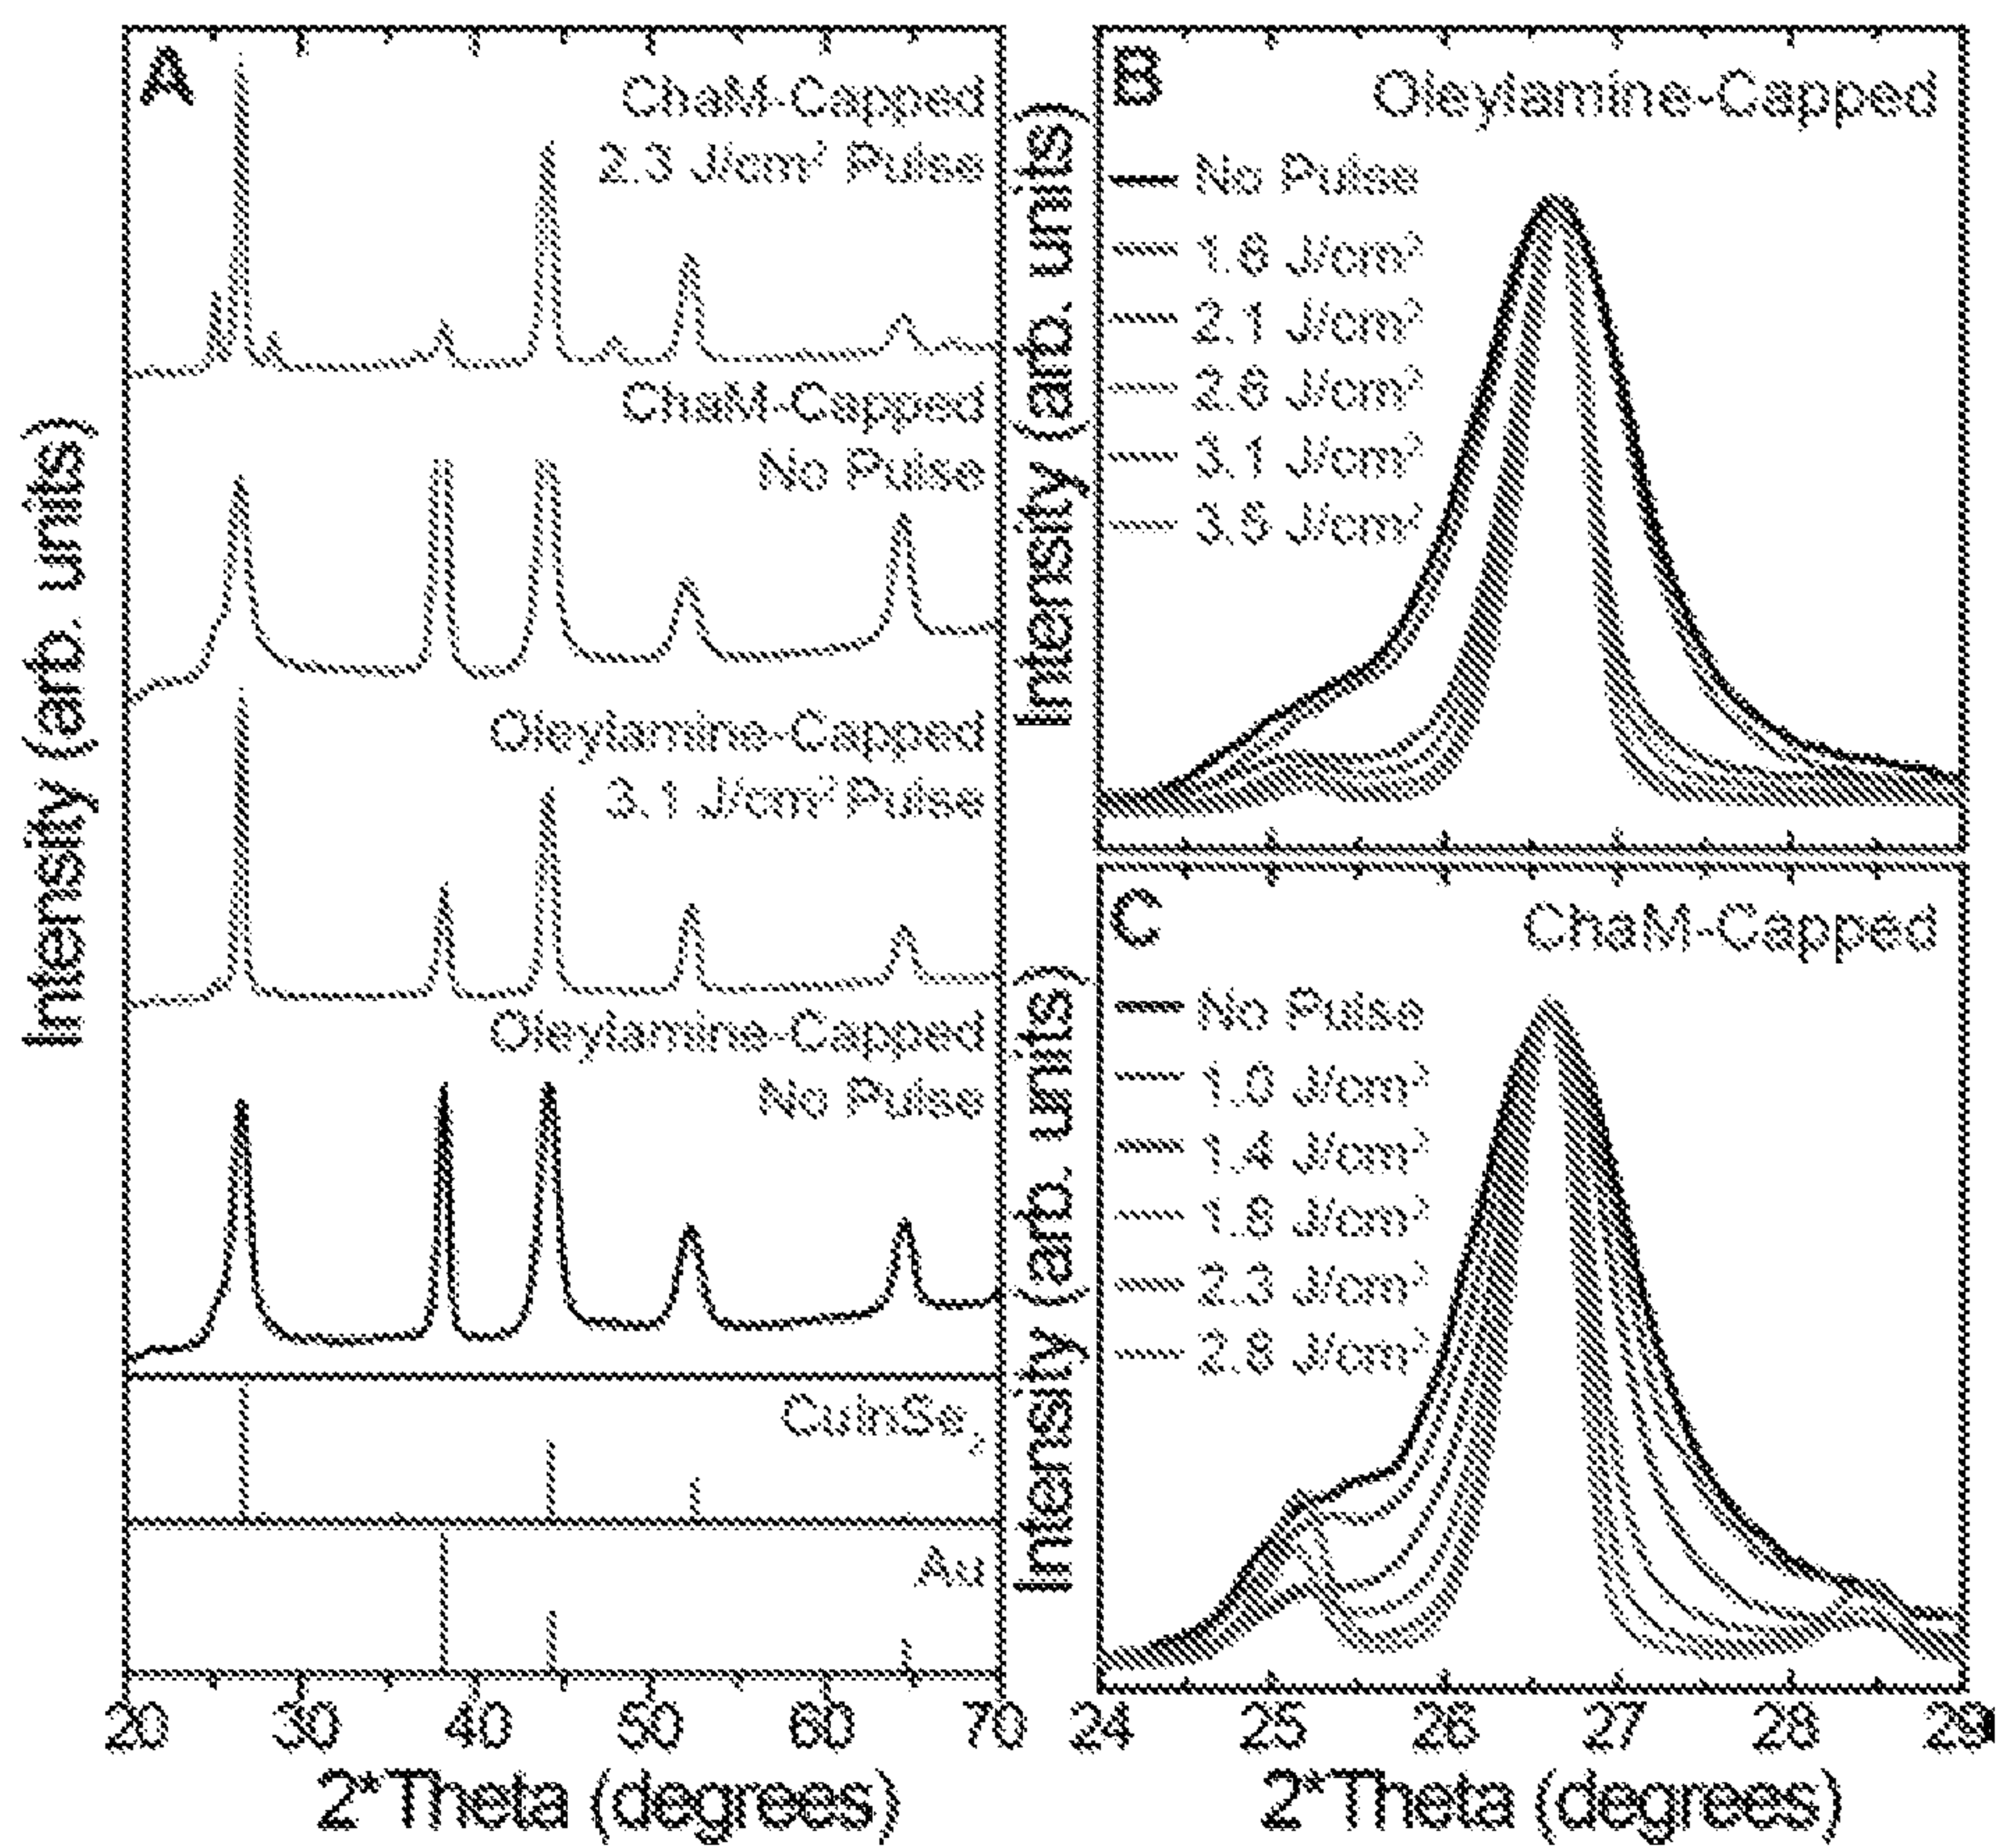 A
ChaM-Capped
2.3 J/cm² Pulse
ChaM-Capped
No Pulse
Oleylamine-Capped
3.1 J/cm² Pulse
Oleylamine-Capped
No Pulse
CuInSe₂
Au
Intensity (arb. units)
20 30 40 50 60 70
2*Theta (degrees)
B
Oleylamine-Capped
No Pulse
1.6 J/cm²
2.1 J/cm²
2.6 J/cm²
3.1 J/cm²
J/cm²
Intensity (arb. units)
C
ChaM-Capped
No Pulse
1.0 J/cm²
1.4 J/cm²
1.8 J/cm²
2.3 J/cm²
2.8 J/cm²
Intensity (arb. units)
24 25 26 27 28 29
2*Theta (degrees)